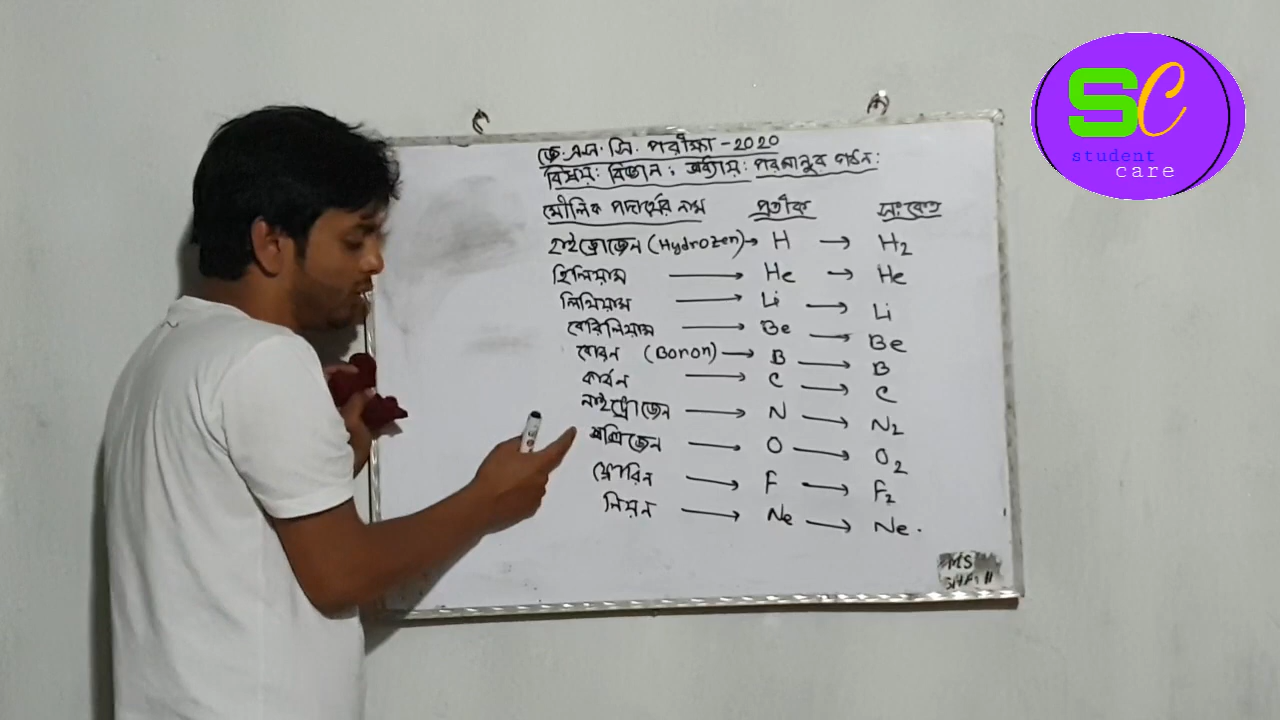 SC
student
care
জে.এস.সি. পরীক্ষা -2020
বিষয়: বিজ্ঞান: অধ্যায়: পরমানুর গঠন:
মৌলিক পদার্থের নাম প্রতীক সংকেত
হাইড্রোজেন (Hydrozen) → H → H₂
হিলিয়াম → He → He
লিথিয়াম → Li → Li
বেরিলিয়াম → Be → Be
বোরন (Boron) → B → B
কার্বন → C → C
নাইট্রোজেন → N → N₂
অক্সিজেন → O → O₂
ফ্লোরিন → F → F₂
নিয়ন → Ne → Ne.
MS